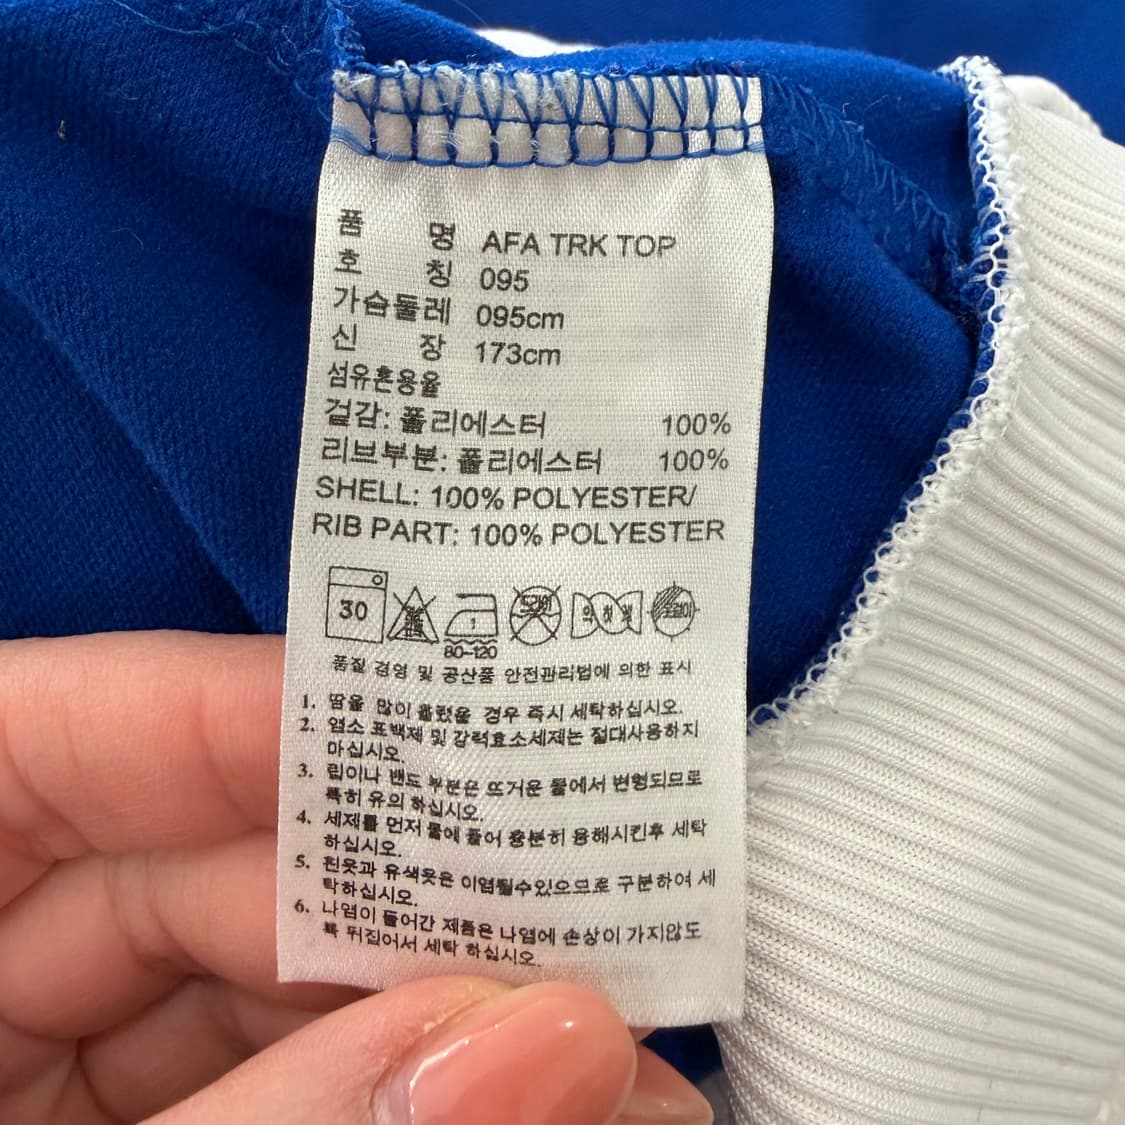 품 명 AFA TRK TOP
호 칭 095
가슴둘레 095cm
신 장 173cm
섬유혼용율
겉감: 폴리에스터 100%
리브부분: 폴리에스터 100%
SHELL: 100% POLYESTER/
RIB PART: 100% POLYESTER
30
80~120
품질 경영 및 공산품 안전관리법에 의한 표시
1. 땀을 많이 흘렸을 경우 즉시 세탁하십시오.
2. 염소 표백제 및 강력효소세제는 절대사용하지
마십시오.
3. 립이나 밴드 부분은 뜨거운 물에서 변형되므로
특히 유의 하십시오.
4. 세제를 먼저 물에 풀어 충분히 용해시킨후 세탁
하십시오.
5. 흰옷과 유색옷은 이염될수있으므로 구분하여 세
탁하십시오.
6. 나염이 들어간 제품은 나염에 손상이 가지않도
록 뒤집어서 세탁 하십시오.